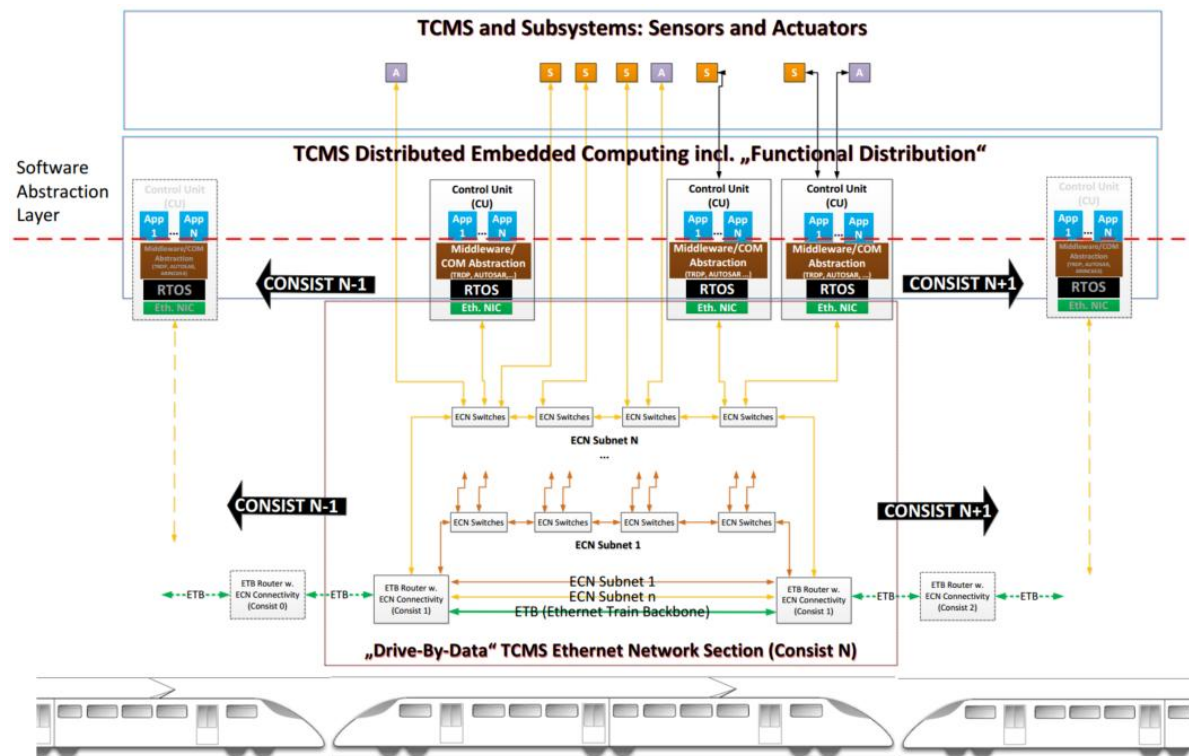 TCMS and Subsystems: Sensors and Actuators
A
S
S
S
A
S
S
A
Software
Abstraction
Layer
TCMS Distributed Embedded Computing incl. „Functional Distribution“
Control Unit
(CU)
App
1
...
App
N
Middleware/COM
Abstraction
(TRDP, AUTOSAR,
RTOS
Eth. NIC
CONSIST N-1
Control Unit
(CU)
App
1
...
App
N
Middleware/
COM Abstraction
(TRDP, AUTOSAR,...)
RTOS
Eth. NIC
Control Unit
(CU)
App
1
...
App
N
Middleware/COM
Abstraction
(TRDP, AUTOSAR ...)
RTOS
Eth. NIC
Control Unit
(CU)
App
1
...
App
N
Middleware/COM
Abstraction
(TRDP, AUTOSAR ...)
RTOS
Eth. NIC
CONSIST N+1
Control Unit
(CU)
App
1
...
App
N
Middleware/COM
Abstraction
(TRDP, AUTOSAR,
RTOS
Eth. NIC
ECN Switches
ECN Switches
ECN Switches
ECN Switches
ECN Subnet N
...
CONSIST N-1
CONSIST N+1
ECN Switches
ECN Switches
ECN Switches
ECN Switches
ECN Subnet 1
ETB
ETB Router w.
ECN Connectivity
(Consist 0)
ETB
ETB Router w.
ECN Connectivity
(Consist 1)
ECN Subnet 1
ECN Subnet n
ETB (Ethernet Train Backbone)
ETB Router w.
ECN Connectivity
(Consist 1)
ETB
ETB Router w.
ECN Connectivity
(Consist 2)
ETB
„Drive-By-Data“ TCMS Ethernet Network Section (Consist N)